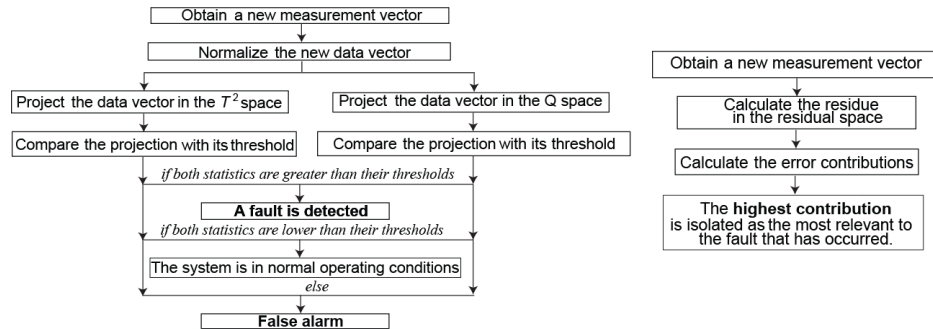 Obtain a new measurement vector
Normalize the new data vector
Project the data vector in the T² space
Project the data vector in the Q space
Compare the projection with its threshold
Compare the projection with its threshold
if both statistics are greater than their thresholds
A fault is detected
if both statistics are lower than their thresholds
The system is in normal operating conditions
else
False alarm
Obtain a new measurement vector
Calculate the residue
in the residual space
Calculate the error contributions
The highest contribution
is isolated as the most relevant to
the fault that has occurred.